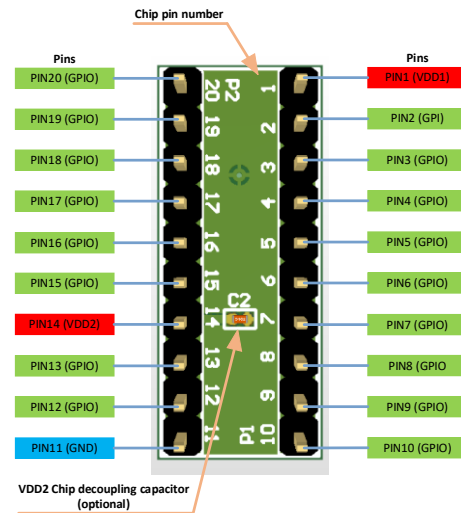 Chip pin number
Pins
Pins
PIN20 (GPIO)
PIN1 (VDD1)
PIN19 (GPIO)
PIN2 (GPI)
PIN18 (GPIO)
PIN3 (GPIO)
PIN17 (GPIO)
PIN4 (GPIO)
PIN16 (GPIO)
PIN5 (GPIO)
PIN15 (GPIO)
PIN6 (GPIO)
PIN14 (VDD2)
PIN7 (GPIO)
PIN13 (GPIO)
PIN8 (GPIO
PIN12 (GPIO)
PIN9 (GPIO)
PIN11 (GND)
PIN10 (GPIO)
20 P2 1
19 2
18 3
17 4
16 5
15 6
C2
14 7
13 8
12 9
11 P1 10
VDD2 Chip decoupling capacitor
(optional)